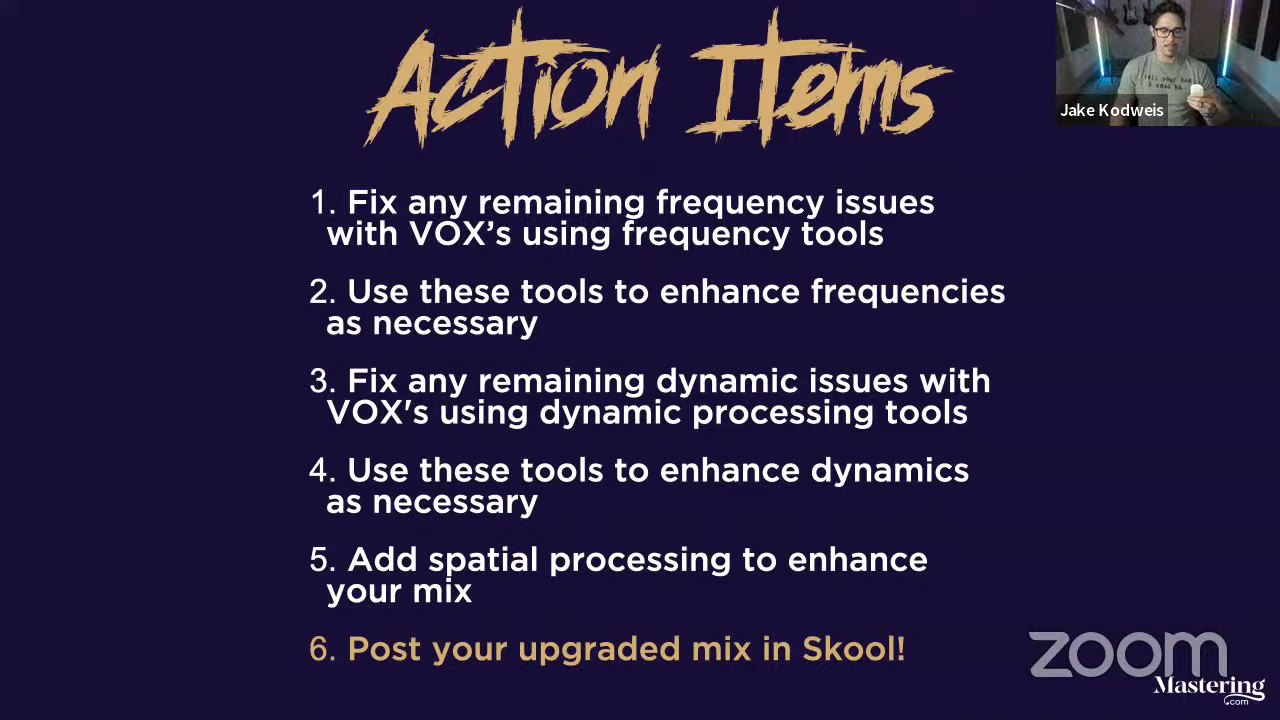 Action Items
Jake Kodweis
1. Fix any remaining frequency issues
with VOX’s using frequency tools
2. Use these tools to enhance frequencies
as necessary
3. Fix any remaining dynamic issues with
VOX's using dynamic processing tools
4. Use these tools to enhance dynamics
as necessary
5. Add spatial processing to enhance
your mix
6. Post your upgraded mix in Skool!
zoom
Mastering
.com